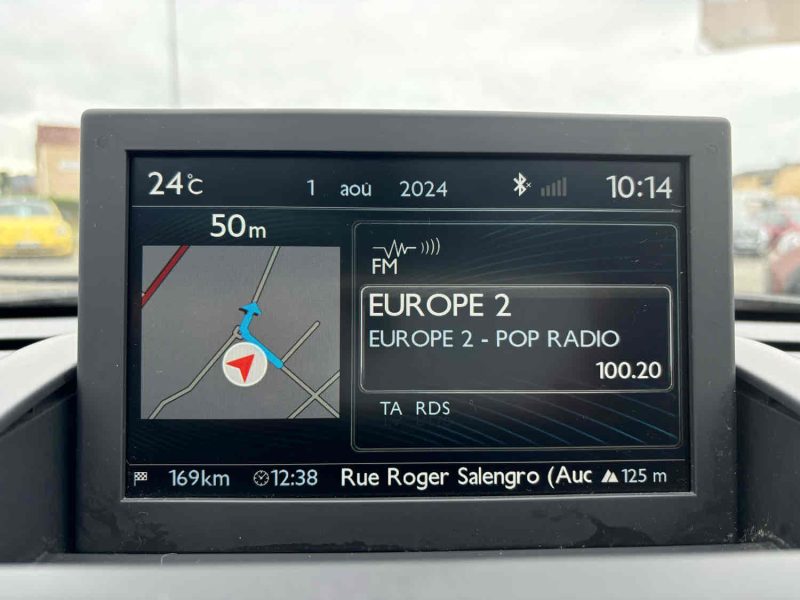 24°C 1 aoû 2024 10:14
50m
FM
EUROPE 2
EUROPE 2 - POP RADIO
100.20
TA RDS
169km 12:38 Rue Roger Salengro (Auc 125 m